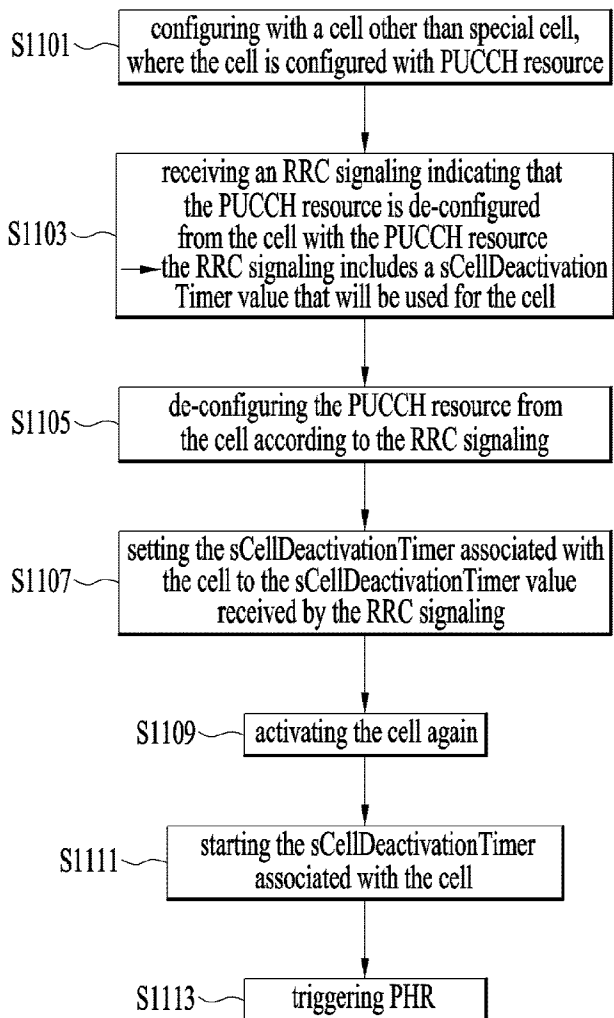 S1101
configuring with a cell other than special cell,
where the cell is configured with PUCCH resource
S1103
receiving an RRC signaling indicating that
the PUCCH resource is de-configured
from the cell with the PUCCH resource
the RRC signaling includes a sCellDeactivation
Timer value that will be used for the cell
S1105
de-configuring the PUCCH resource from
the cell according to the RRC signaling
S1107
setting the sCellDeactivationTimer associated with
the cell to the sCellDeactivationTimer value
received by the RRC signaling
S1109
activating the cell again
S1111
starting the sCellDeactivationTimer
associated with the cell
S1113
triggering PHR